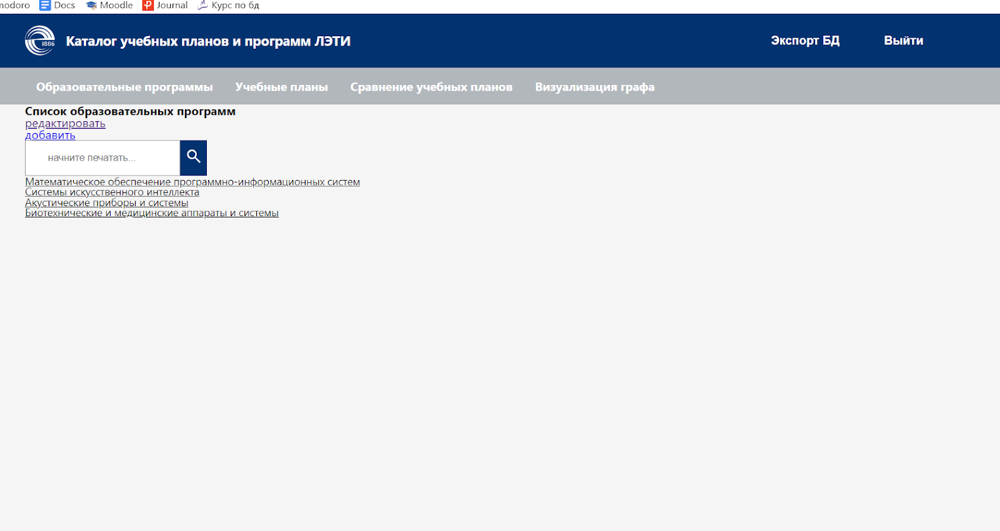 Docs Moodle Journal Курс по бд
1886 Каталог учебных планов и программ ЛЭТИ Экспорт БД Выйти
Образовательные программы Учебные планы Сравнение учебных планов Визуализация графа
Список образовательных программ
редактировать
добавить
начните печатать...
Математическое обеспечение программно-информационных систем
Системы искусственного интеллекта
Акустические приборы и системы
Биотехнические и медицинские аппараты и системы